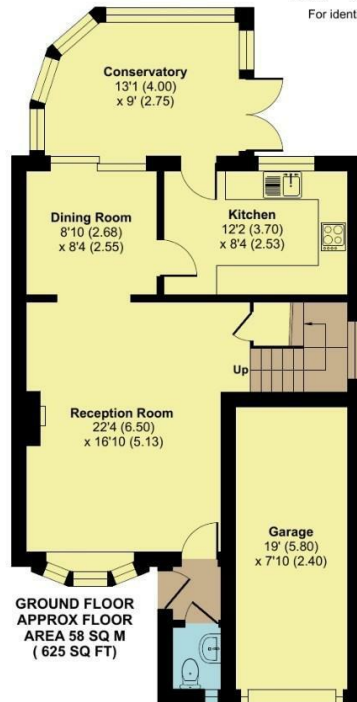 For ident
Conservatory
13'1 (4.00)
x 9' (2.75)
Dining Room
8'10 (2.68)
x 8'4 (2.55)
Kitchen
12'2 (3.70)
x 8'4 (2.53)
Up
Reception Room
22'4 (6.50)
x 16'10 (5.13)
Garage
19' (5.80)
x 7'10 (2.40)
GROUND FLOOR
APPROX FLOOR
AREA 58 SQ M
( 625 SQ FT)